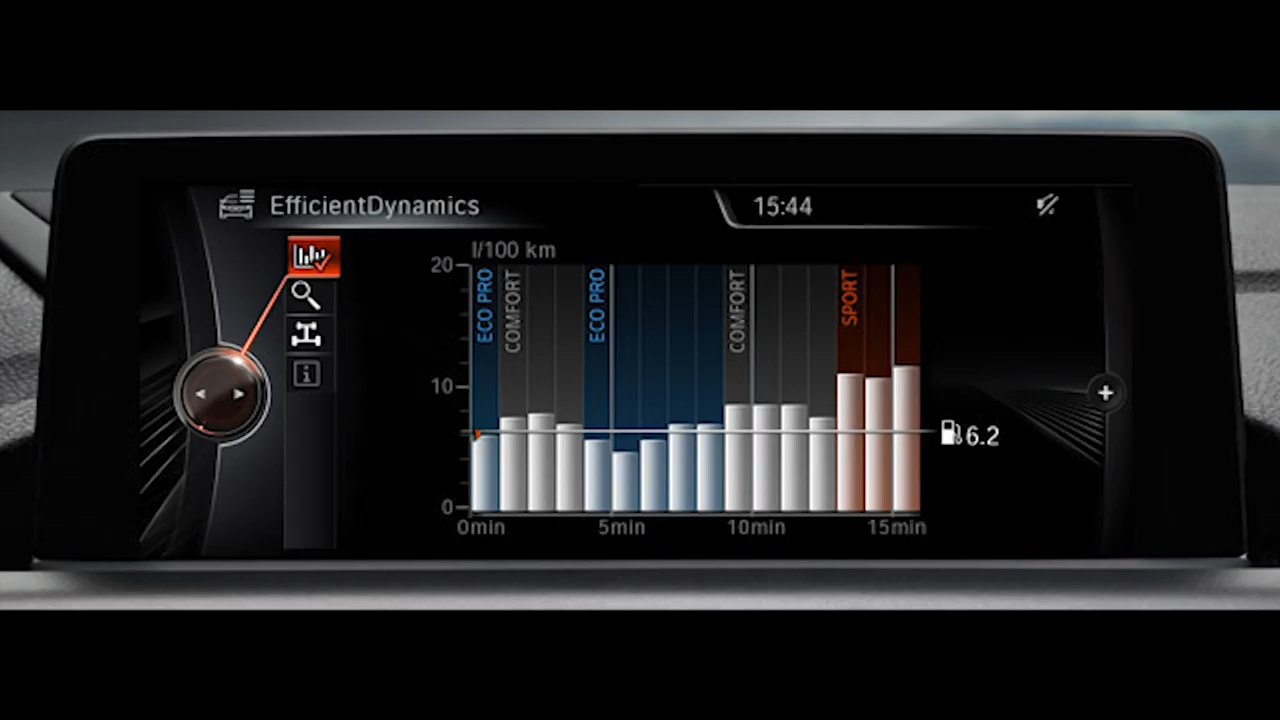 EfficientDynamics
15:44
l/100 km
20
10
0
ECO PRO
COMFORT
ECO PRO
COMFORT
SPORT
6.2
0min
5min
10min
15min